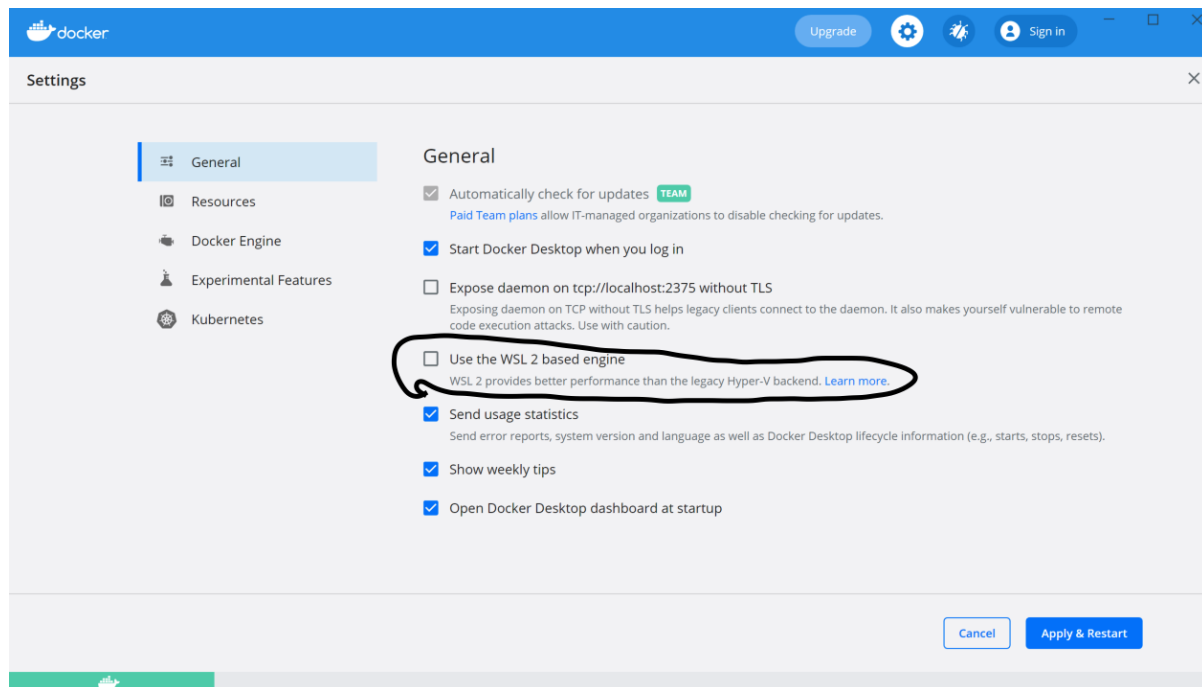 docker
Upgrade
Sign in
Settings
General
Resources
Docker Engine
Experimental Features
Kubernetes
General
Automatically check for updates TEAM
Paid Team plans allow IT-managed organizations to disable checking for updates.
Start Docker Desktop when you log in
Expose daemon on tcp://localhost:2375 without TLS
Exposing daemon on TCP without TLS helps legacy clients connect to the daemon. It also makes yourself vulnerable to remote
code execution attacks. Use with caution.
Use the WSL 2 based engine
WSL 2 provides better performance than the legacy Hyper-V backend. Learn more.
Send usage statistics
Send error reports, system version and language as well as Docker Desktop lifecycle information (e.g., starts, stops, resets).
Show weekly tips
Open Docker Desktop dashboard at startup
Cancel
Apply & Restart